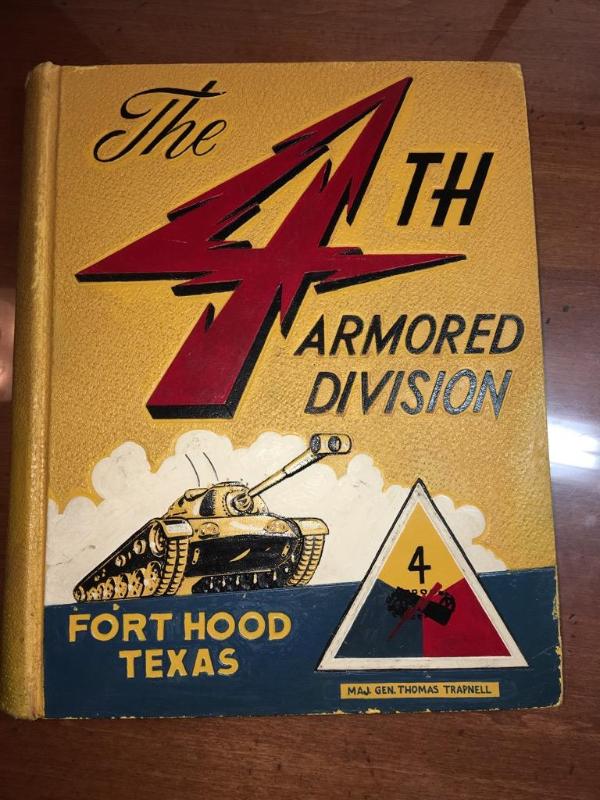 The
4TH
ARMORED
DIVISION
4
FORT HOOD
TEXAS
MAJ. GEN. THOMAS TRAPNELL